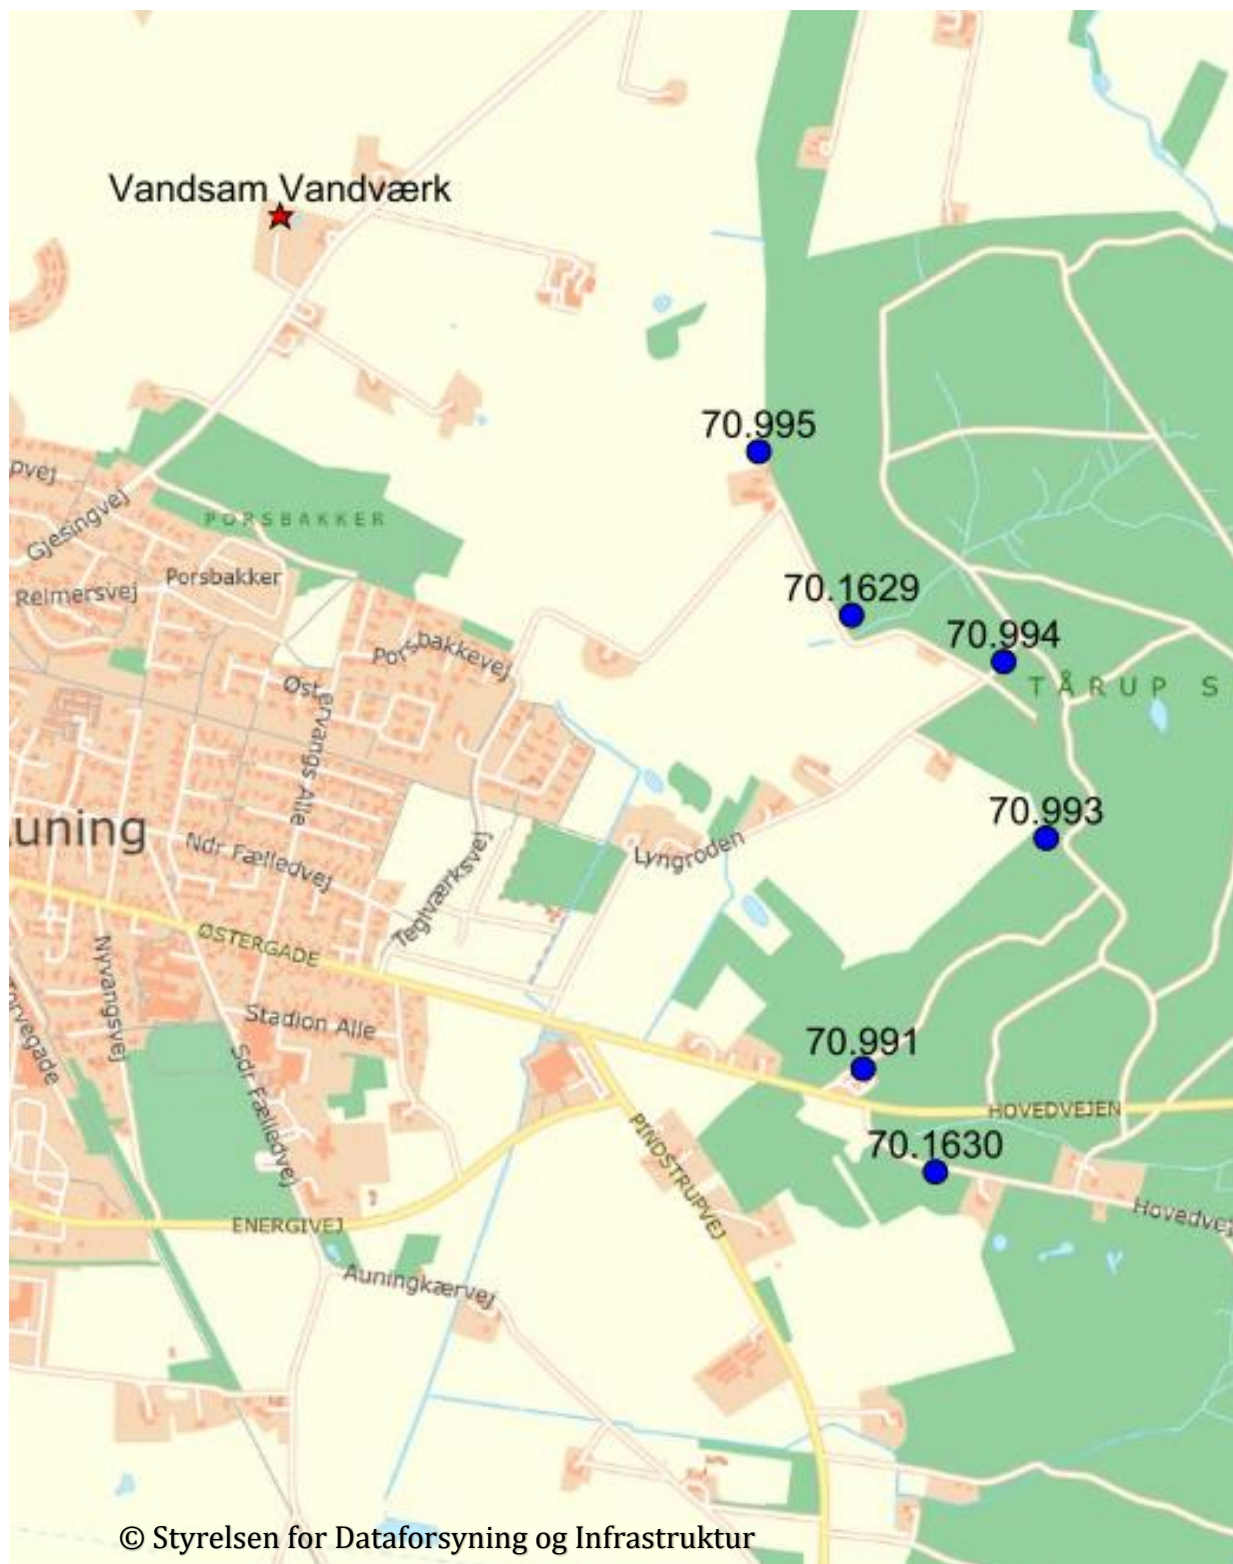 Vandsam Vandværk
70.995
pvej
Gjesingvej
PORSBAKKER
Porsbakker
Reimersvej
70.1629
70.994
Porsbakkevej
TÅRUP S
Østervangs Alle
70.993
uning
Ndr Fælledvej
Lyngroden
Teglværksvej
ØSTERGADE
Nyvangsvej
Torvegade
Stadion Alle
70.991
Sdr Fælledvej
HOVEDVEJEN
PINDSTRUPVEJ
70.1630
Hovedvej
ENERGIVEJ
Auningkærvej
© Styrelsen for Dataforsyning og Infrastruktur